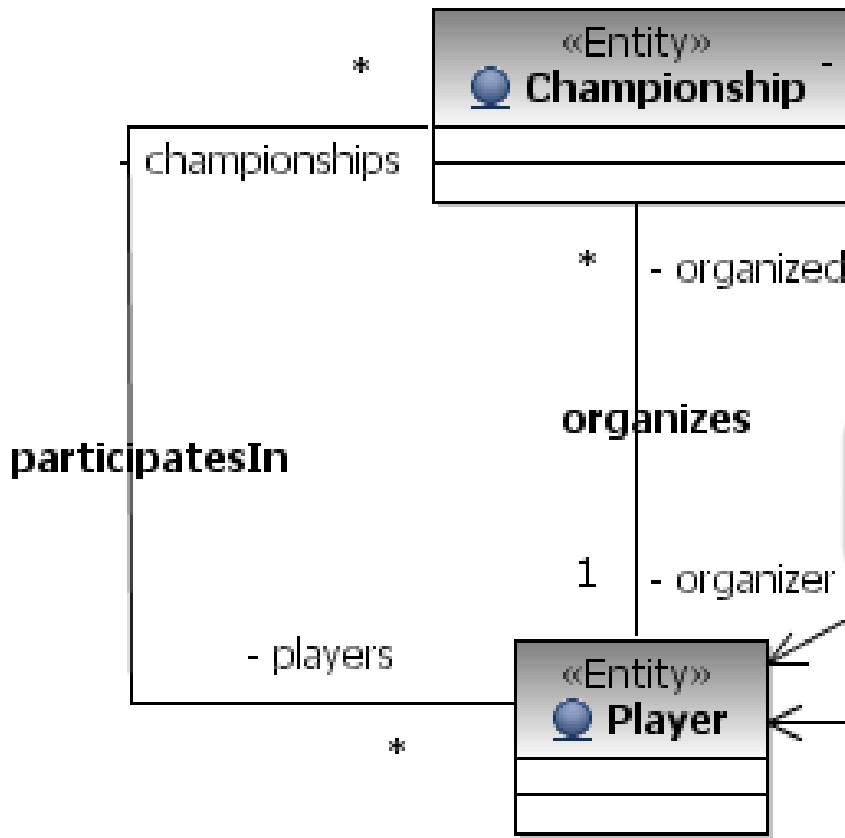 «Entity»
Championship -
*
- championships
* - organized
organizes
participatesIn
1 - organizer
- players
*
«Entity»
Player